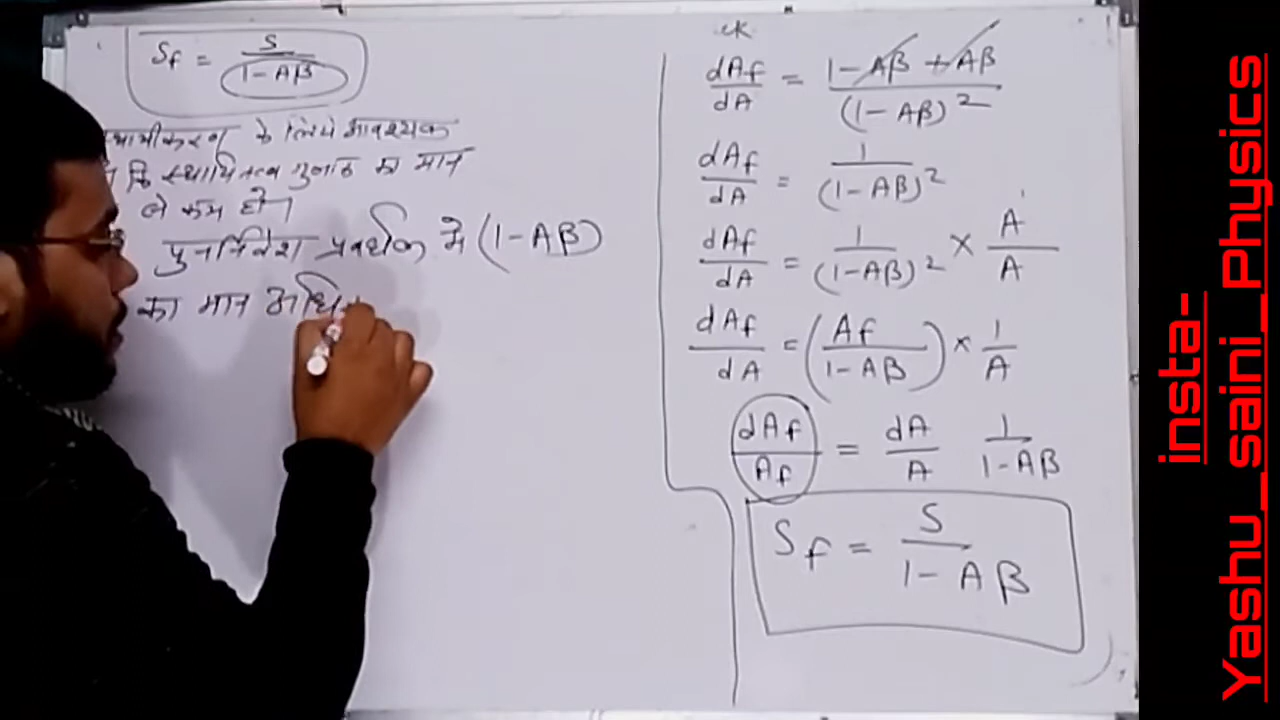 Sf = S / 1 - Aβ
के लिये आवश्यक
कि स्थायित्व गुणांक का मान
से कम हो।
पुनर्निवेश प्रवर्धक में (1 - Aβ)
का मान अधि
dAf / dA = 1 - Aβ + Aβ / (1 - Aβ)²
dAf / dA = 1 / (1 - Aβ)²
dAf / dA = 1 / (1 - Aβ)² × A / A
dAf / dA = (Af / 1 - Aβ) × 1 / A
dAf / Af = dA / A 1 / 1 - Aβ
Sf = S / 1 - Aβ
insta-
Yashu_saini_Physics